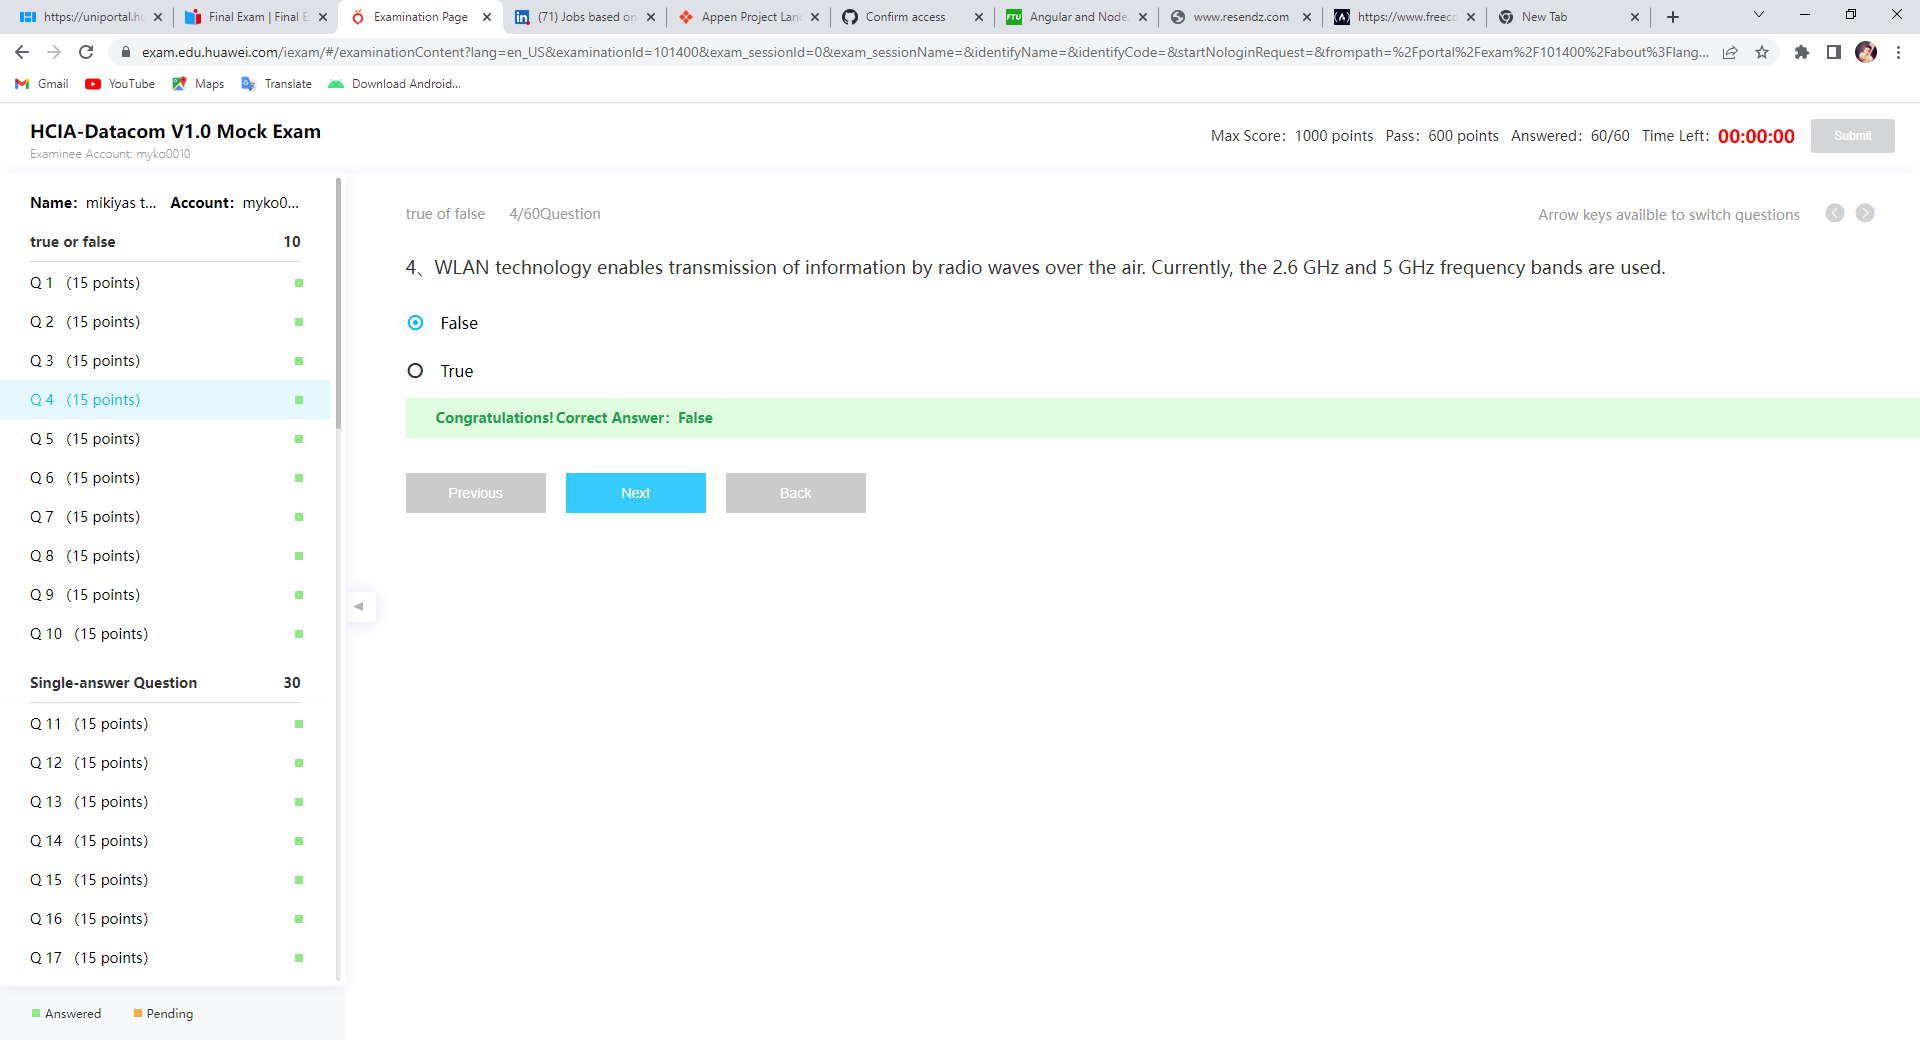 https://uniportal.hu
Final Exam | Final E
Examination Page
(71) Jobs based on
Appen Project Lan
Confirm access
Angular and Node.
www.resendz.com
https://www.freecc
New Tab
exam.edu.huawei.com/iexam/#/examinationContent?lang=en_US&examinationId=101400&exam_sessionId=0&exam_sessionName=&identifyName=&identifyCode=&startNologinRequest=&frompath=%2Fportal%2Fexam%2F101400%2Fabout%3Flang...
Gmail
YouTube
Maps
Translate
Download Android...
HCIA-Datacom V1.0 Mock Exam
Examinee Account: myko0010
Max Score: 1000 points Pass: 600 points Answered: 60/60 Time Left: 00:00:00 Submit
Name: mikiyas t... Account: myko0...
true or false 10
Q 1 (15 points)
Q 2 (15 points)
Q 3 (15 points)
Q 4 (15 points)
Q 5 (15 points)
Q 6 (15 points)
Q 7 (15 points)
Q 8 (15 points)
Q 9 (15 points)
Q 10 (15 points)
Single-answer Question 30
Q 11 (15 points)
Q 12 (15 points)
Q 13 (15 points)
Q 14 (15 points)
Q 15 (15 points)
Q 16 (15 points)
Q 17 (15 points)
Answered Pending
true of false 4/60Question
Arrow keys availble to switch questions
4、WLAN technology enables transmission of information by radio waves over the air. Currently, the 2.6 GHz and 5 GHz frequency bands are used.
False
True
Congratulations! Correct Answer: False
Previous Next Back